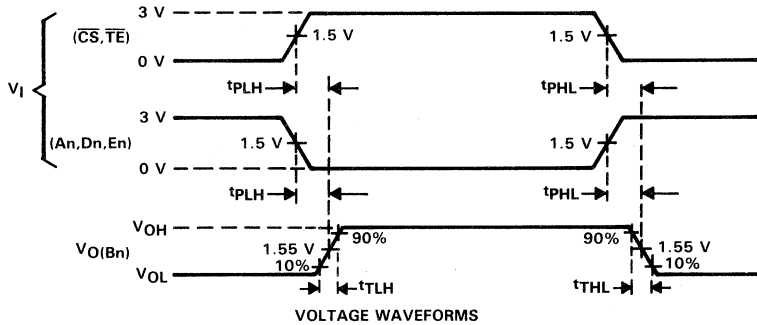 3 V
(CS,TE)
1.5 V
1.5 V
0 V
tPLH
tPHL
VI
3 V
(An,Dn,En)
1.5 V
1.5 V
0 V
tPLH
tPHL
VOH
90%
90%
VO(Bn)
1.55 V
1.55 V
10%
10%
VOL
tTLH
tTHL
VOLTAGE WAVEFORMS